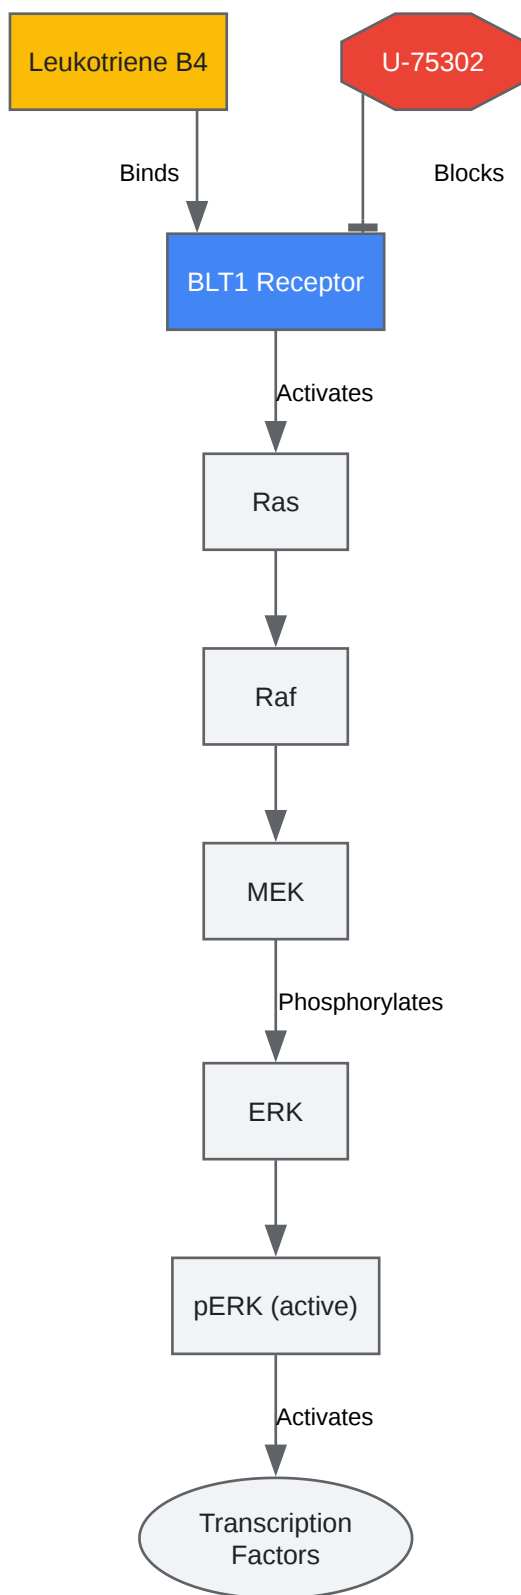 Leukotriene B4
U-75302
Binds
Blocks
BLT1 Receptor
Activates
Ras
Raf
MEK
Phosphorylates
ERK
pERK (active)
Activates
Transcription
Factors